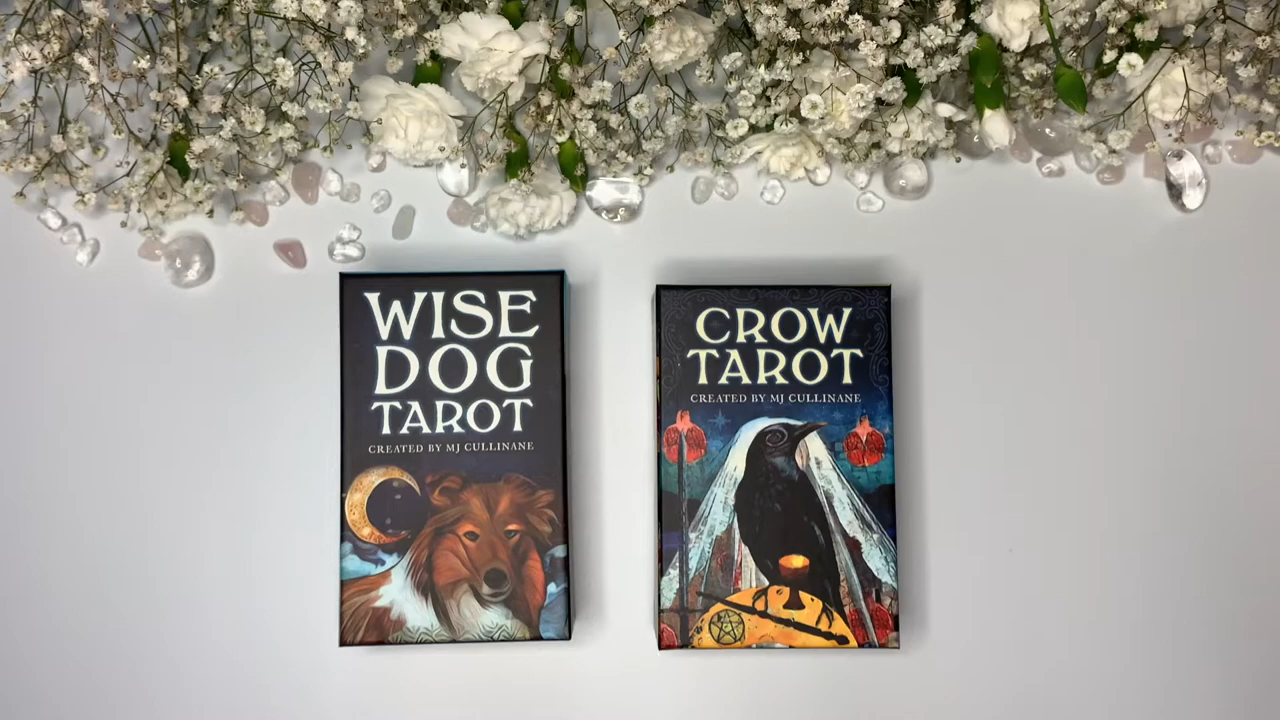 WISE
DOG
TAROT
CREATED BY MJ CULLINANE
CROW
TAROT
CREATED BY MJ CULLINANE